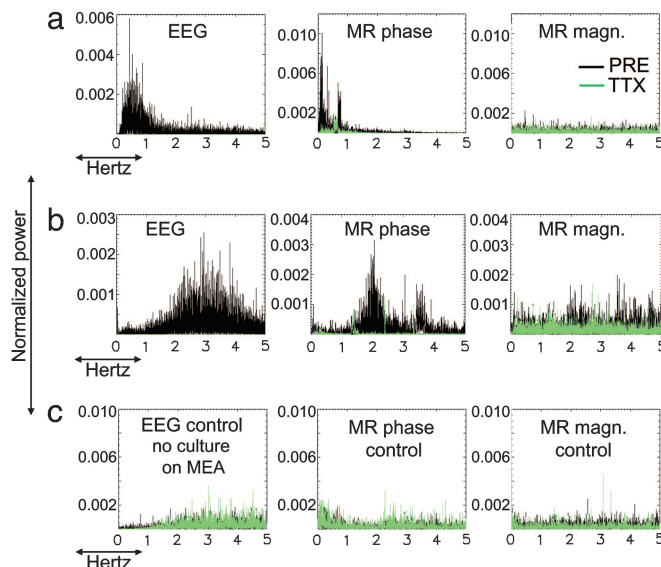 a
EEG
MR phase
MR magn.
0.006
0.004
0.002
0.010
0.006
0.002
0.010
0.006
0.002
PRE
TTX
0 1 2 3 4 5
0 1 2 3 4 5
0 1 2 3 4 5
Hertz
Normalized power
b
EEG
MR phase
MR magn.
0.003
0.002
0.001
0.004
0.003
0.002
0.001
0.004
0.003
0.002
0.001
0 1 2 3 4 5
0 1 2 3 4 5
0 1 2 3 4 5
Hertz
c
EEG control
no culture
on MEA
MR phase
control
MR magn.
control
0.010
0.006
0.002
0.010
0.006
0.002
0.010
0.006
0.002
0 1 2 3 4 5
0 1 2 3 4 5
0 1 2 3 4 5
Hertz